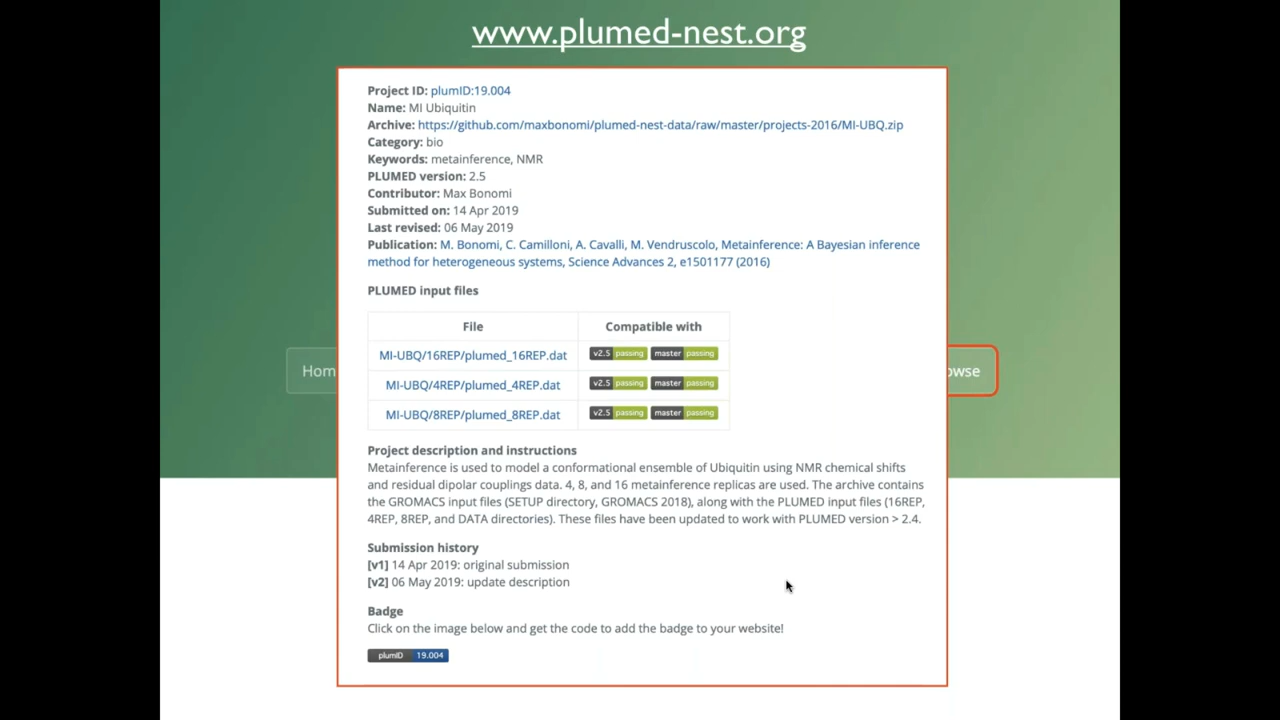 www.plumed-nest.org
Project ID: plumID:19.004
Name: MI Ubiquitin
Archive: https://github.com/maxbonomi/plumed-nest-data/raw/master/projects-2016/MI-UBQ.zip
Category: bio
Keywords: metainference, NMR
PLUMED version: 2.5
Contributor: Max Bonomi
Submitted on: 14 Apr 2019
Last revised: 06 May 2019
Publication: M. Bonomi, C. Camilloni, A. Cavalli, M. Vendruscolo, Metainference: A Bayesian inference
method for heterogeneous systems, Science Advances 2, e1501177 (2016)
PLUMED input files
File Compatible with
MI-UBQ/16REP/plumed_16REP.dat v2.5 passing master passing
Hom owse
MI-UBQ/4REP/plumed_4REP.dat v2.5 passing master passing
MI-UBQ/8REP/plumed_8REP.dat v2.5 passing master passing
Project description and instructions
Metainference is used to model a conformational ensemble of Ubiquitin using NMR chemical shifts
and residual dipolar couplings data. 4, 8, and 16 metainference replicas are used. The archive contains
the GROMACS input files (SETUP directory, GROMACS 2018), along with the PLUMED input files (16REP,
4REP, 8REP, and DATA directories). These files have been updated to work with PLUMED version > 2.4.
Submission history
[v1] 14 Apr 2019: original submission
[v2] 06 May 2019: update description
Badge
Click on the image below and get the code to add the badge to your website!
plumID 19.004